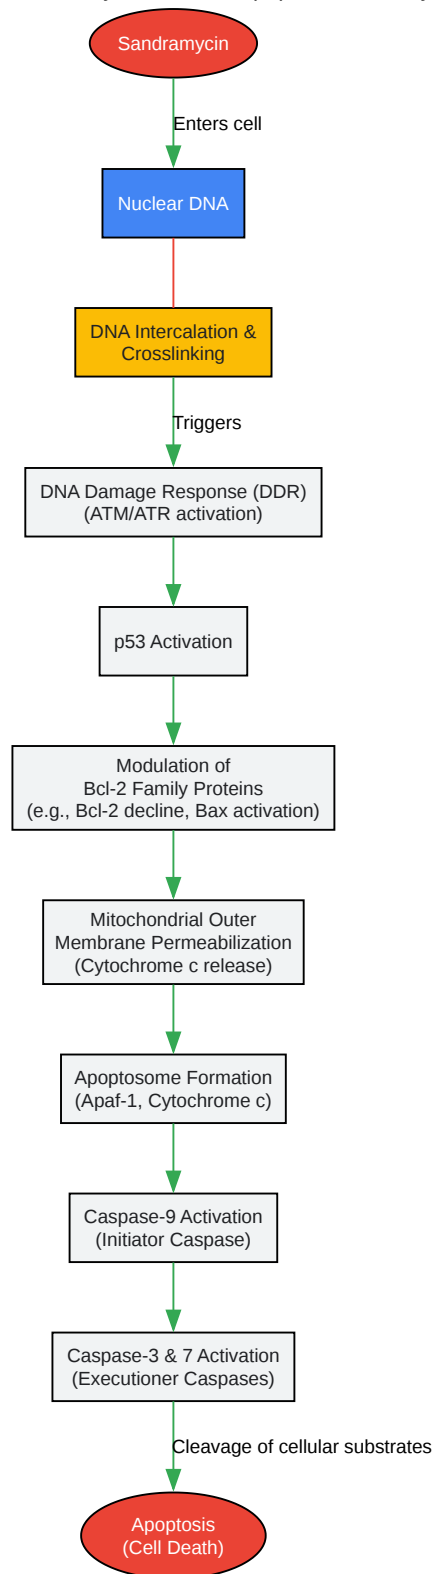 Sandramycin
Enters cell
Nuclear DNA
DNA Intercalation &
Crosslinking
Triggers
DNA Damage Response (DDR)
(ATM/ATR activation)
p53 Activation
Modulation of
Bcl-2 Family Proteins
(e.g., Bcl-2 decline, Bax activation)
Mitochondrial Outer
Membrane Permeabilization
(Cytochrome c release)
Apoptosome Formation
(Apaf-1, Cytochrome c)
Caspase-9 Activation
(Initiator Caspase)
Caspase-3 & 7 Activation
(Executioner Caspases)
Cleavage of cellular substrates
Apoptosis
(Cell Death)